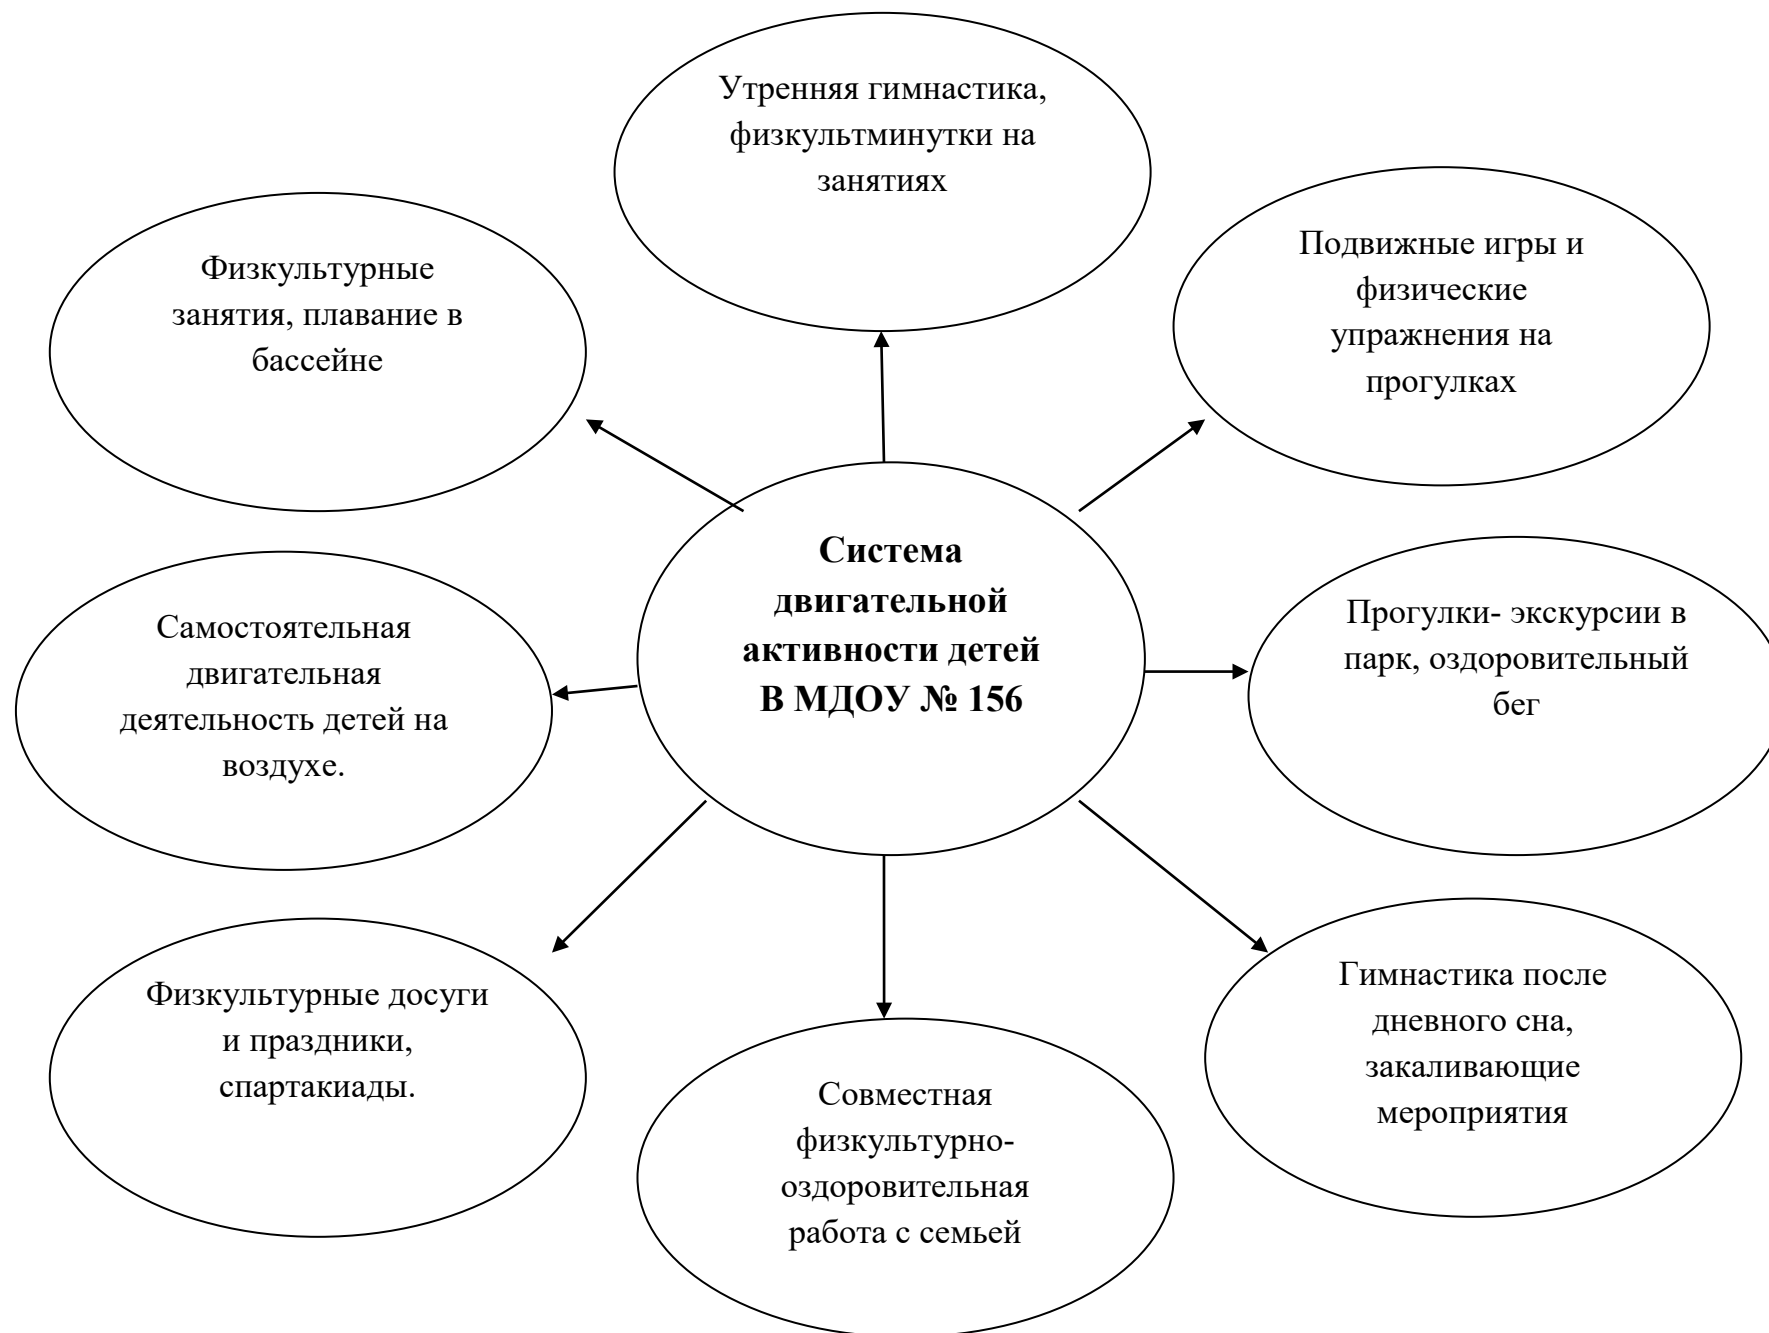 Утренняя гимнастика,
физкультминутки на
занятиях
Подвижные игры и
физические
упражнения на
прогулках
Физкультурные
занятия, плавание в
бассейне
Система
двигательной
активности детей
В МДОУ № 156
Прогулки- экскурсии в
парк, оздоровительный
бег
Самостоятельная
двигательная
деятельность детей на
воздухе.
Гимнастика после
дневного сна,
закаливающие
мероприятия
Физкультурные досуги
и праздники,
спартакиады.
Совместная
физкультурно-
оздоровительная
работа с семьей